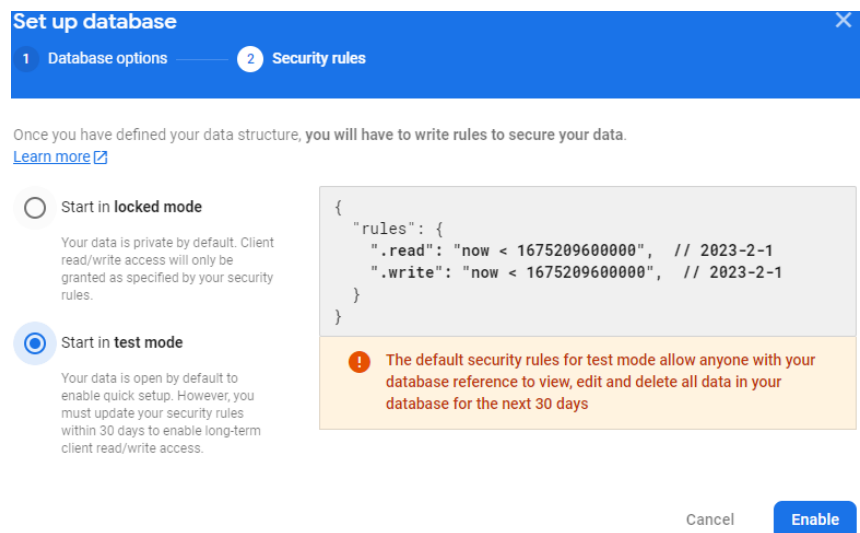 Set up database
1 Database options 2 Security rules
Once you have defined your data structure, you will have to write rules to secure your data.
Learn more
Start in locked mode
Your data is private by default. Client
read/write access will only be
granted as specified by your security
rules.
Start in test mode
Your data is open by default to
enable quick setup. However, you
must update your security rules
within 30 days to enable long-term
client read/write access.
{
  "rules": {
    ".read": "now < 1675209600000",  // 2023-2-1
    ".write": "now < 1675209600000",  // 2023-2-1
  }
}
The default security rules for test mode allow anyone with your
database reference to view, edit and delete all data in your
database for the next 30 days
Cancel Enable